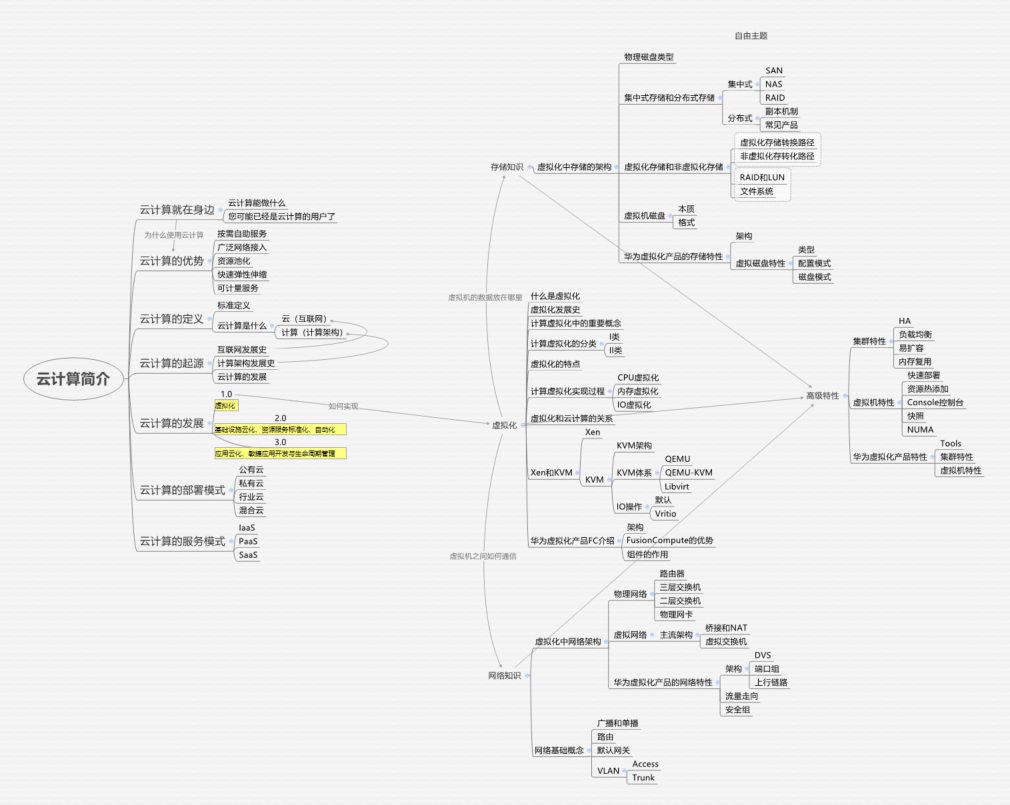 自由主题
云计算简介
云计算就在身边
云计算能做什么
您可能已经是云计算的用户了
为什么使用云计算
云计算的优势
按需自助服务
广泛网络接入
资源池化
快速弹性伸缩
可计量服务
云计算的定义
标准定义
云计算是什么
云（互联网）
计算（计算架构）
云计算的起源
互联网发展史
计算架构发展史
云计算的发展
云计算的发展
1.0
虚拟化
2.0
基础设施云化、资源服务标准化、自动化
3.0
应用云化、敏捷应用开发与生命周期管理
云计算的部署模式
公有云
私有云
行业云
混合云
云计算的服务模式
IaaS
PaaS
SaaS
如何实现
虚拟机的数据放在哪里
虚拟机之间如何通信
存储知识
虚拟化中存储的架构
物理磁盘类型
集中式存储和分布式存储
集中式
SAN
NAS
RAID
分布式
副本机制
常见产品
虚拟化存储和非虚拟化存储
虚拟化存储转换路径
非虚拟化存转化路径
RAID和LUN
文件系统
虚拟机磁盘
本质
格式
华为虚拟化产品的存储特性
架构
虚拟磁盘特性
类型
配置模式
磁盘模式
虚拟化
什么是虚拟化
虚拟化发展史
计算虚拟化中的重要概念
计算虚拟化的分类
I类
II类
虚拟化的特点
计算虚拟化实现过程
CPU虚拟化
内存虚拟化
IO虚拟化
虚拟化和云计算的关系
Xen和KVM
Xen
KVM
KVM架构
KVM体系
QEMU
QEMU-KVM
Libvirt
IO操作
默认
Vritio
华为虚拟化产品FC介绍
架构
FusionCompute的优势
组件的作用
高级特性
集群特性
HA
负载均衡
易扩容
内存复用
虚拟机特性
快速部署
资源热添加
Console控制台
快照
NUMA
华为虚拟化产品特性
Tools
集群特性
虚拟机特性
网络知识
虚拟化中网络架构
物理网络
路由器
三层交换机
二层交换机
物理网卡
虚拟网络
主流架构
桥接和NAT
虚拟交换机
华为虚拟化产品的网络特性
架构
DVS
端口组
上行链路
流量走向
安全组
网络基础概念
广播和单播
路由
默认网关
VLAN
Access
Trunk